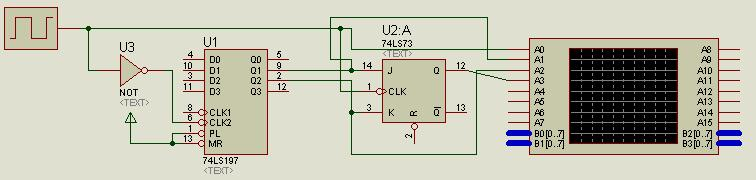 U3
NOT
<TEXT>
U1
4 D0 Q0 5
10 D1 Q1 9
3 D2 Q2 2
11 D3 Q3 12
8 CLK1
6 CLK2
1 PL
13 MR
74LS197
<TEXT>
U2:A
74LS73
<TEXT>
14 J Q 12
1 CLK
3 K Q 13
R
2
A0 A8
A1 A9
A2 A10
A3 A11
A4 A12
A5 A13
A6 A14
A7 A15
B0[0..7] B2[0..7]
B1[0..7] B3[0..7]